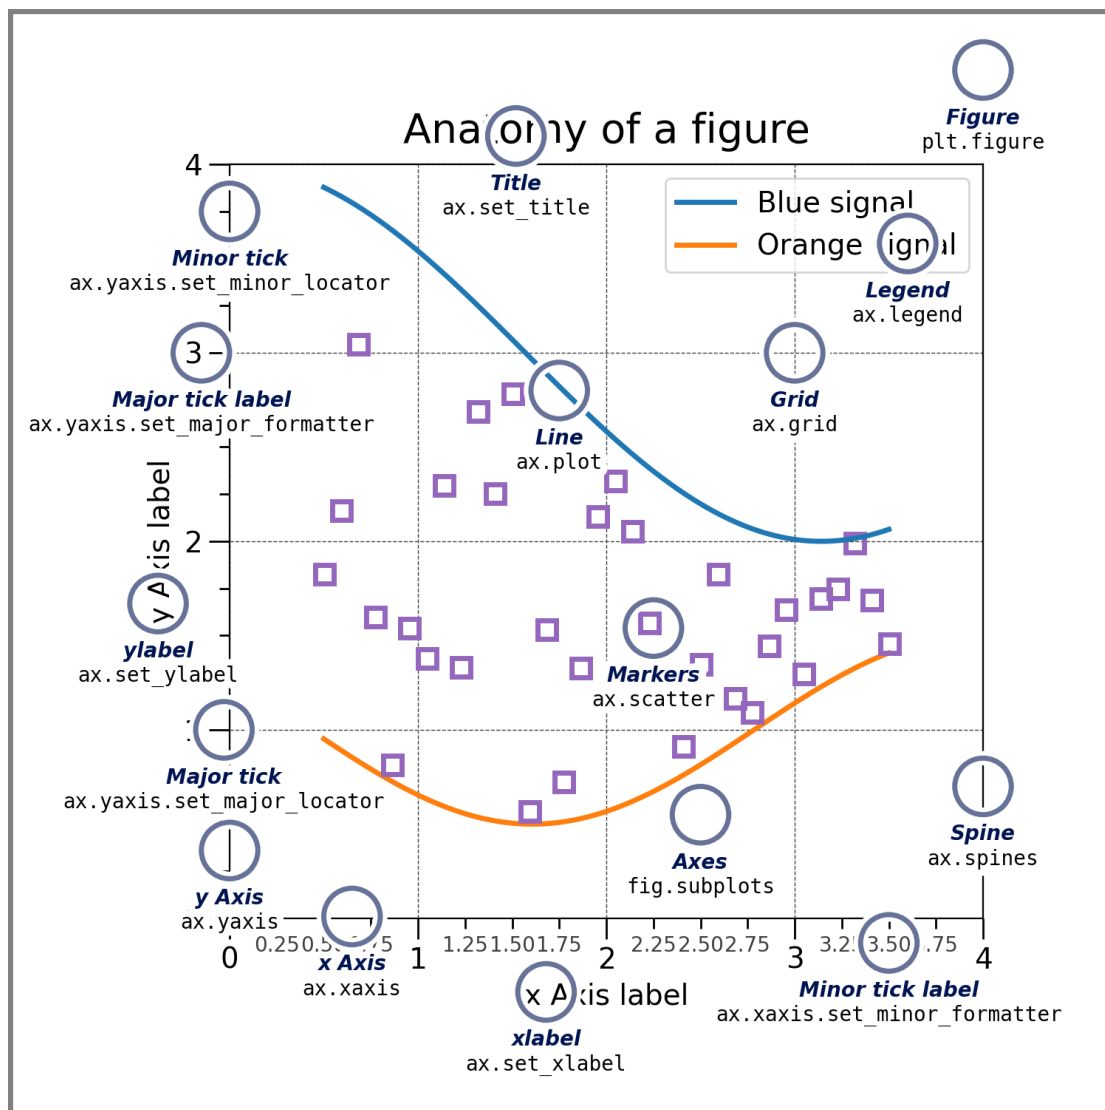 Figure
plt.figure
Anatomy of a figure
Title
ax.set_title
4
Blue signal
Orange signal
Legend
ax.legend
Minor tick
ax.yaxis.set_minor_locator
3
Major tick label
ax.yaxis.set_major_formatter
Grid
ax.grid
Line
ax.plot
y Axis label
2
ylabel
ax.set_ylabel
Markers
ax.scatter
Major tick
ax.yaxis.set_major_locator
Spine
ax.spines
Axes
fig.subplots
y Axis
ax.yaxis
0.25 1.25 1.50 1.75 2.25 2.50 2.75 3.50
0 1 2 3 4
x Axis
ax.xaxis
x Axis label
Minor tick label
ax.xaxis.set_minor_formatter
xlabel
ax.set_xlabel